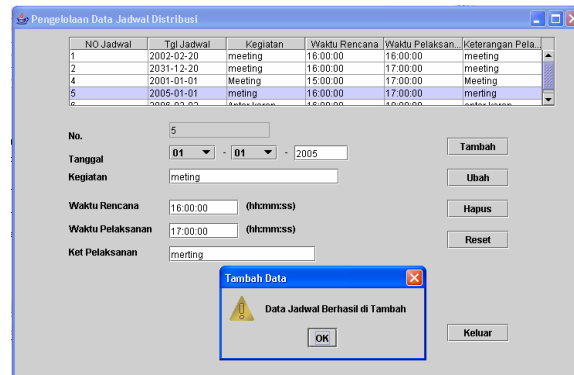 Pengelolaan Data Jadwal Distribusi
NO Jadwal Tgl Jadwal Kegiatan Waktu Rencana Waktu Pelaksan... Keterangan Pela...
1 2002-02-20 meeting 16:00:00 16:00:00 meeting
2 2031-12-20 meeting 16:00:00 17:00:00 meeting
4 2001-01-01 Meeting 15:00:00 17:00:00 Meeting
5 2005-01-01 meting 16:00:00 17:00:00 merting
No. 5
Tanggal 01 - 01 - 2005
Kegiatan meting
Waktu Rencana 16:00:00 (hh:mm:ss)
Waktu Pelaksanan 17:00:00 (hh:mm:ss)
Ket Pelaksanan merting
Tambah
Ubah
Hapus
Reset
Keluar
Tambah Data
Data Jadwal Berhasil di Tambah
OK